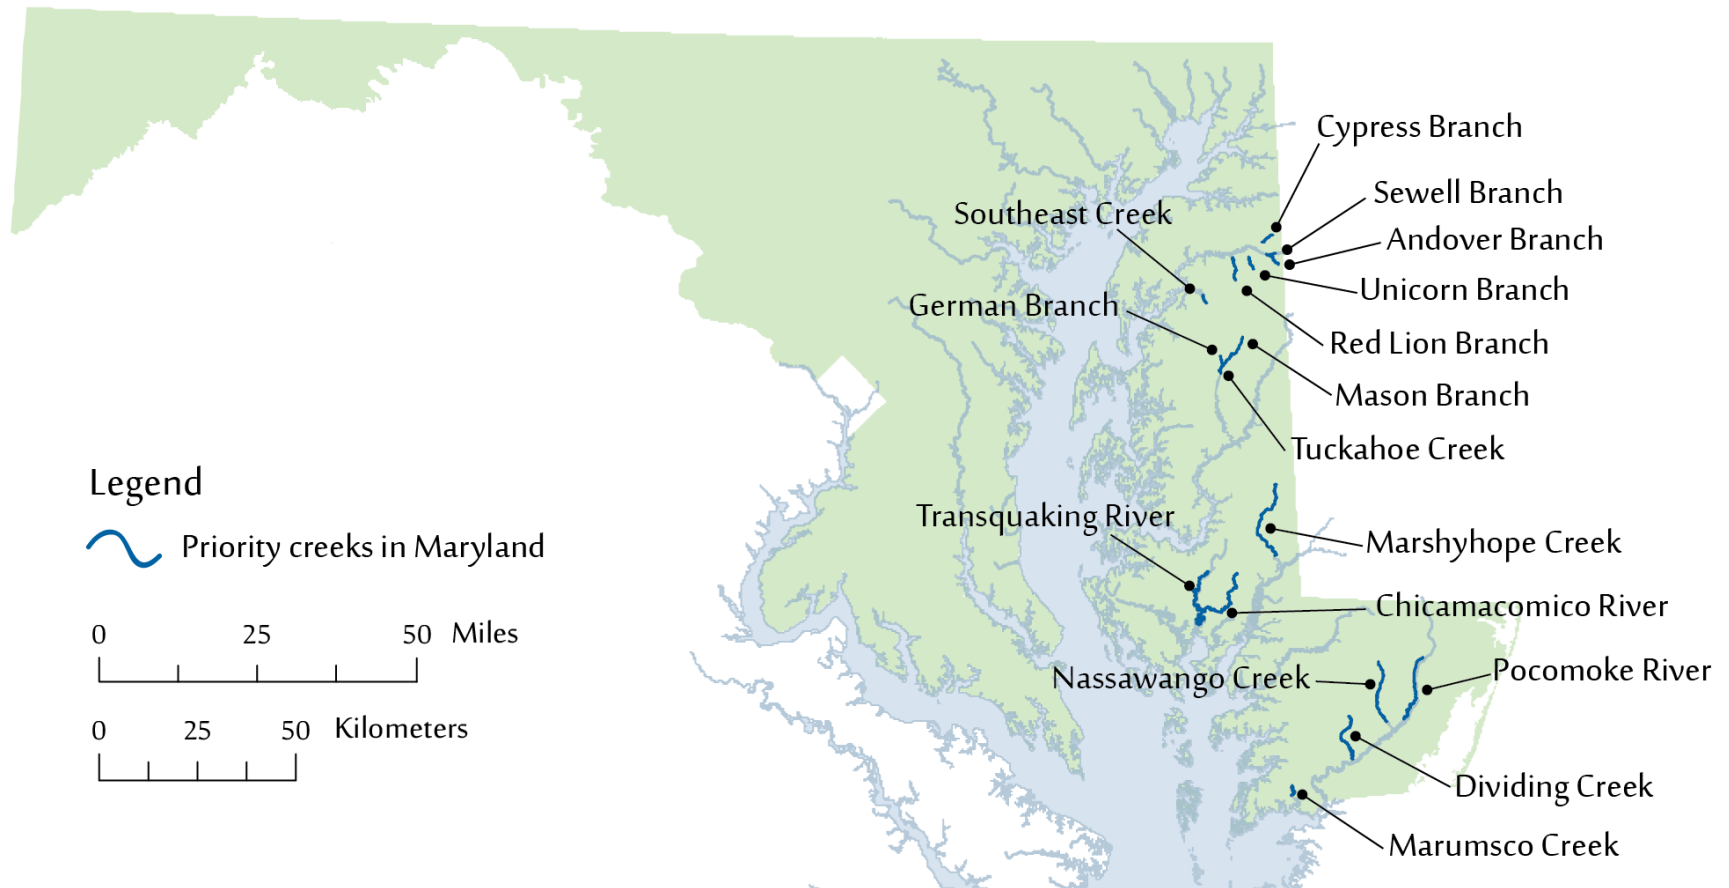 Cypress Branch
Sewell Branch
Southeast Creek
Andover Branch
Unicorn Branch
German Branch
Red Lion Branch
Mason Branch
Tuckahoe Creek
Legend
Priority creeks in Maryland
Transquaking River
Marshyhope Creek
Chicamacomico River
0 25 50 Miles
Nassawango Creek
Pocomoke River
0 25 50 Kilometers
Dividing Creek
Marumsco Creek